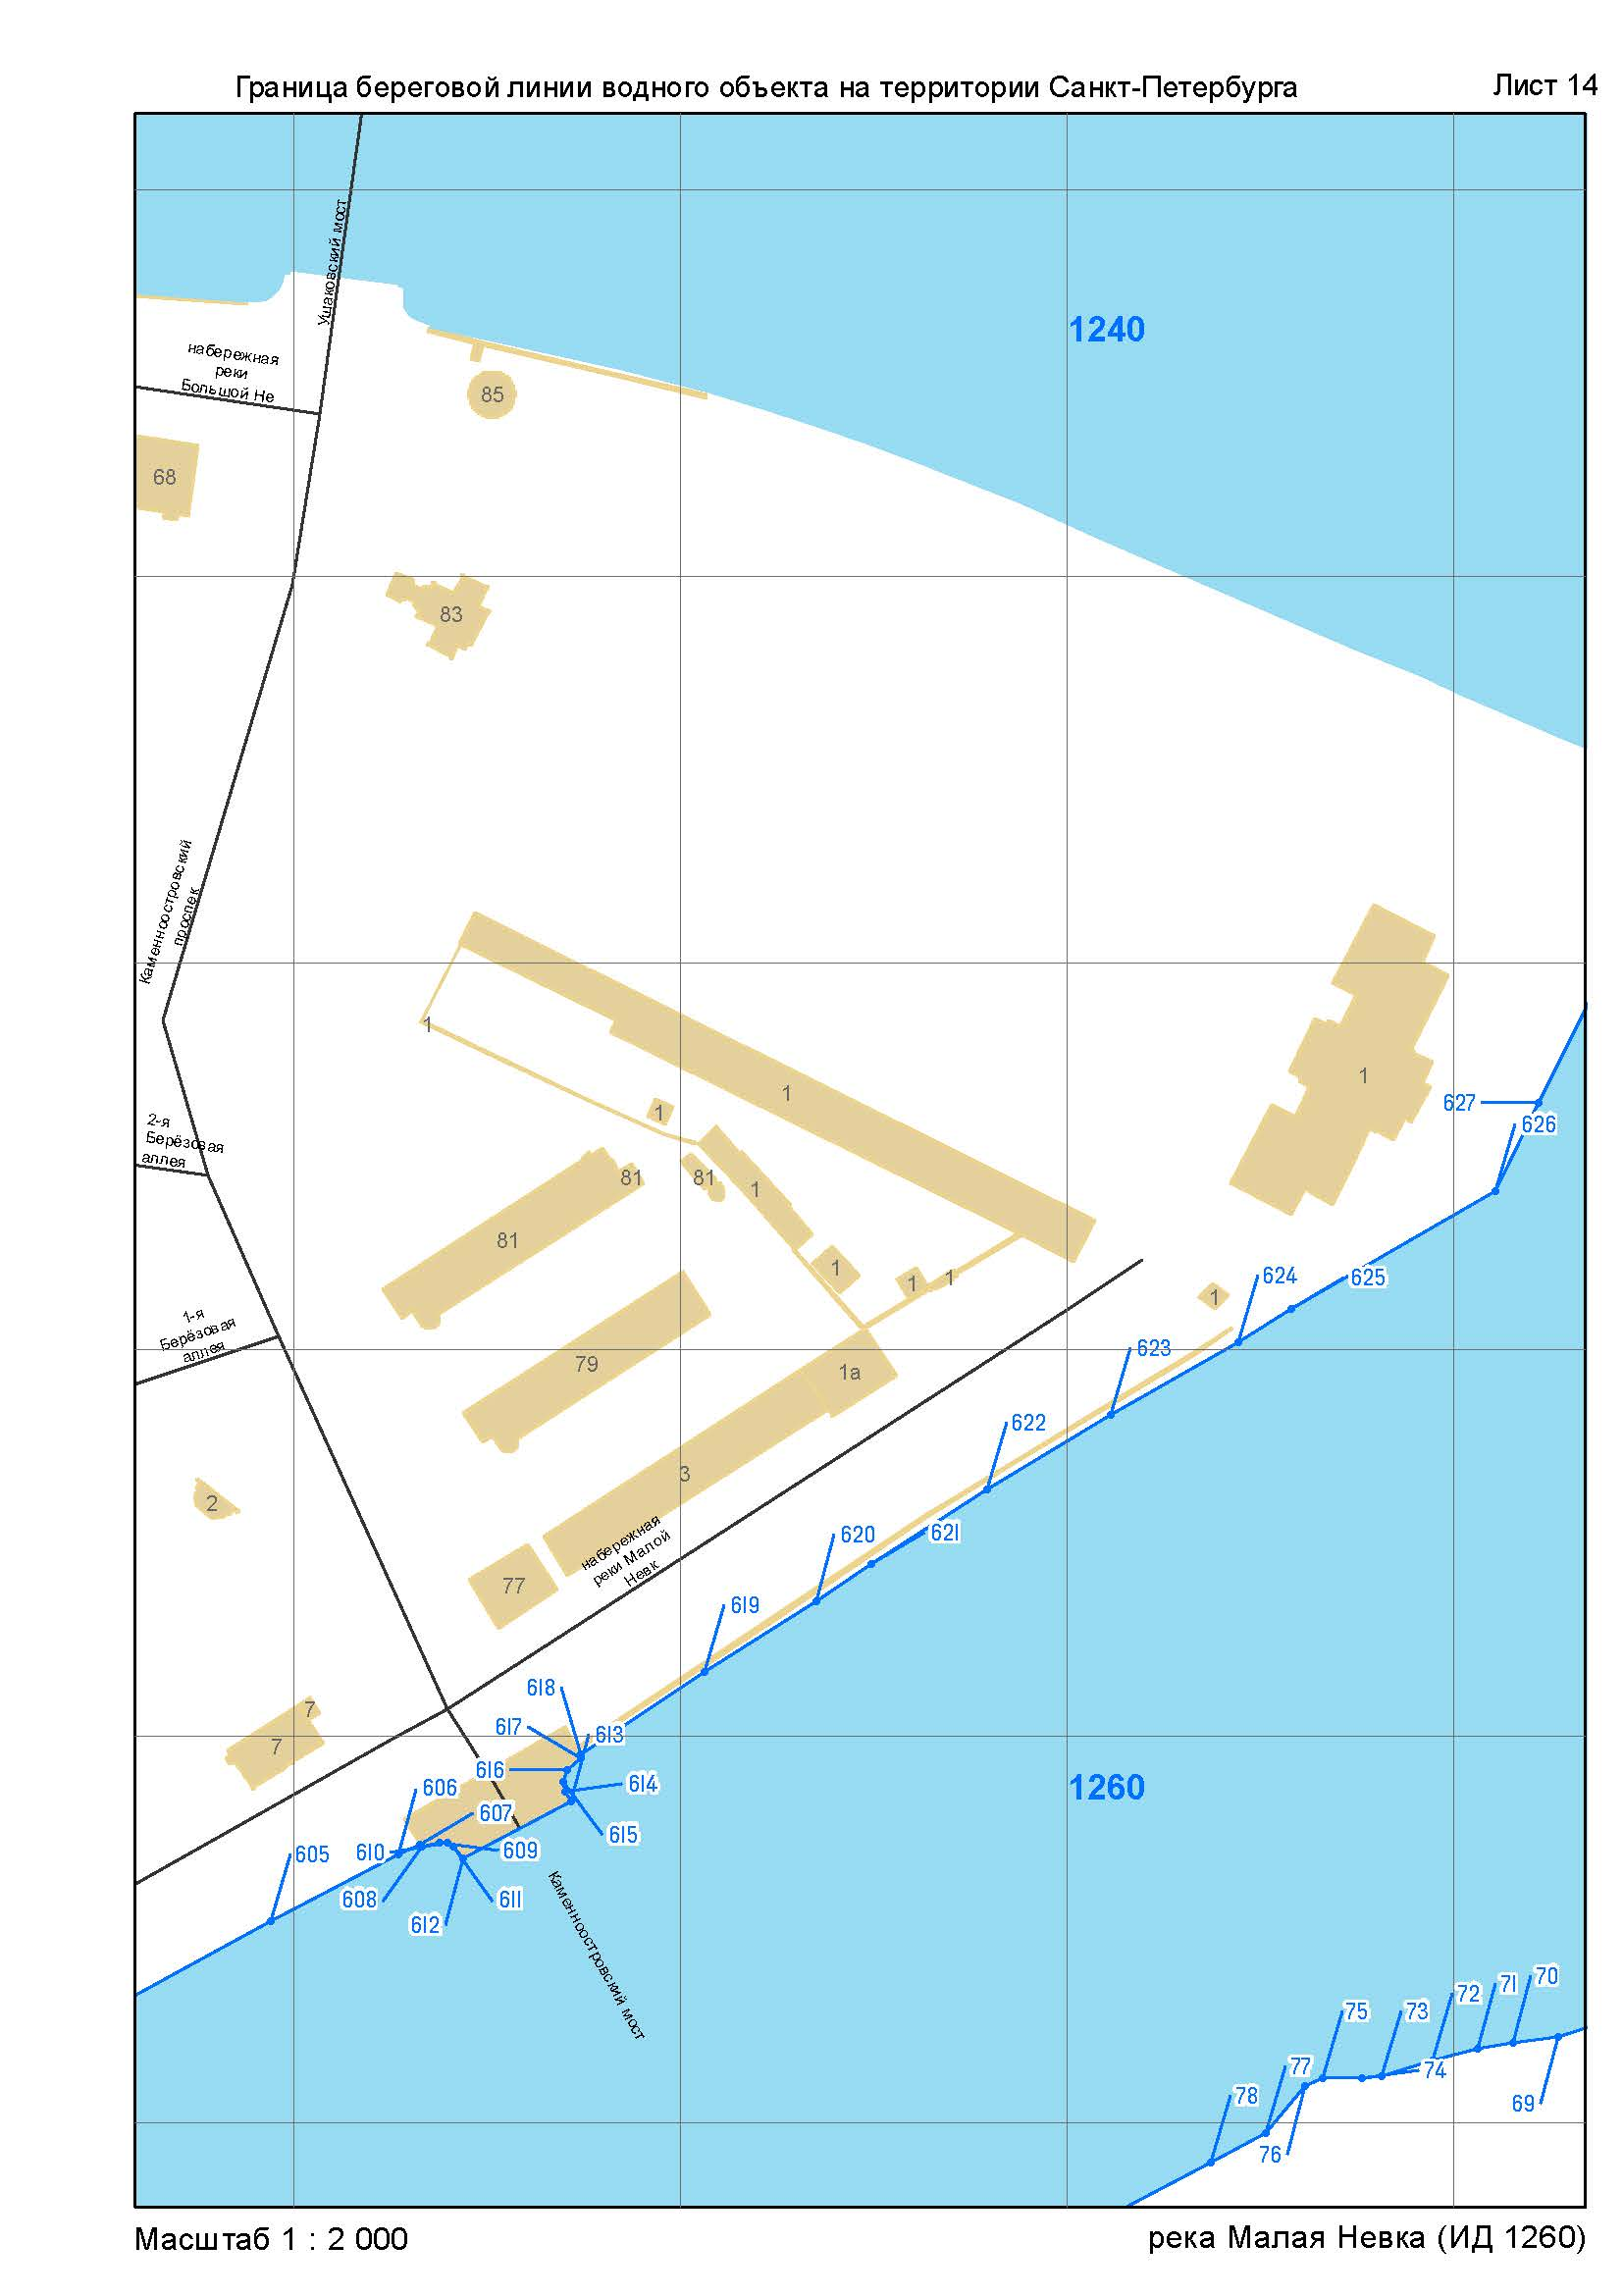 Граница береговой линии водного объекта на территории Санкт-Петербурга
Лист 14
Ушаковский мост
1240
набережная
реки
Большой Не
85
68
83
Каменноостровский
проспек
1
1
1
1
627
626
2-я
Берёзовая
аллея
81
81
1
81
1
1
1
1
624
625
1-я
Берёзовая
аллея
623
79
1а
622
3
2
620
621
набережная
реки Малой
Невк
77
619
618
7
617
613
7
616
614
1260
606
607
615
605
610
609
608
611
612
Каменноостровский мост
70
71
72
75
73
77
74
78
69
76
Масштаб 1 : 2 000
река Малая Невка (ИД 1260)